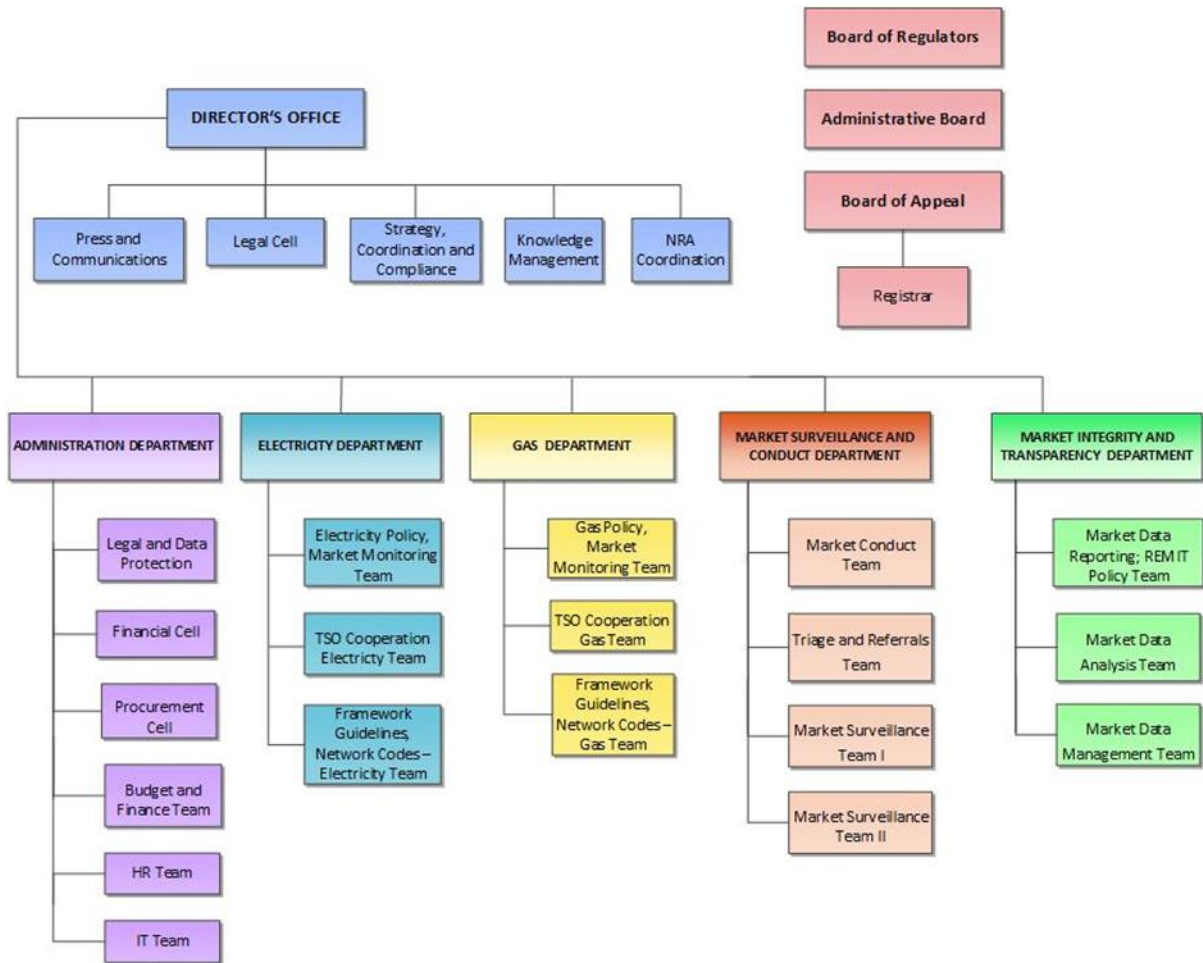 Board of Regulators
Administrative Board
Board of Appeal
Registrar
DIRECTOR'S OFFICE
Press and
Communications
Legal Cell
Strategy,
Coordination and
Compliance
Knowledge
Management
NRA
Coordination
ADMINISTRATION DEPARTMENT
Legal and Data
Protection
Financial Cell
Procurement
Cell
Budget and
Finance Team
HR Team
IT Team
ELECTRICITY DEPARTMENT
Electricity Policy,
Market Monitoring
Team
TSO Cooperation
Electricty Team
Framework
Guidelines,
Network Codes–
Electricity Team
GAS DEPARTMENT
Gas Policy,
Market
Monitoring Team
TSO Cooperation
Gas Team
Framework
Guidelines,
Network Codes–
Gas Team
MARKET SURVEILLANCE AND
CONDUCT DEPARTMENT
Market Conduct
Team
Triage and Referrals
Team
Market Surveillance
Team I
Market Surveillance
Team II
MARKET INTEGRITY AND
TRANSPARENCY DEPARTMENT
Market Data
Reporting; REMIT
Policy Team
Market Data
Analysis Team
Market Data
Management Team